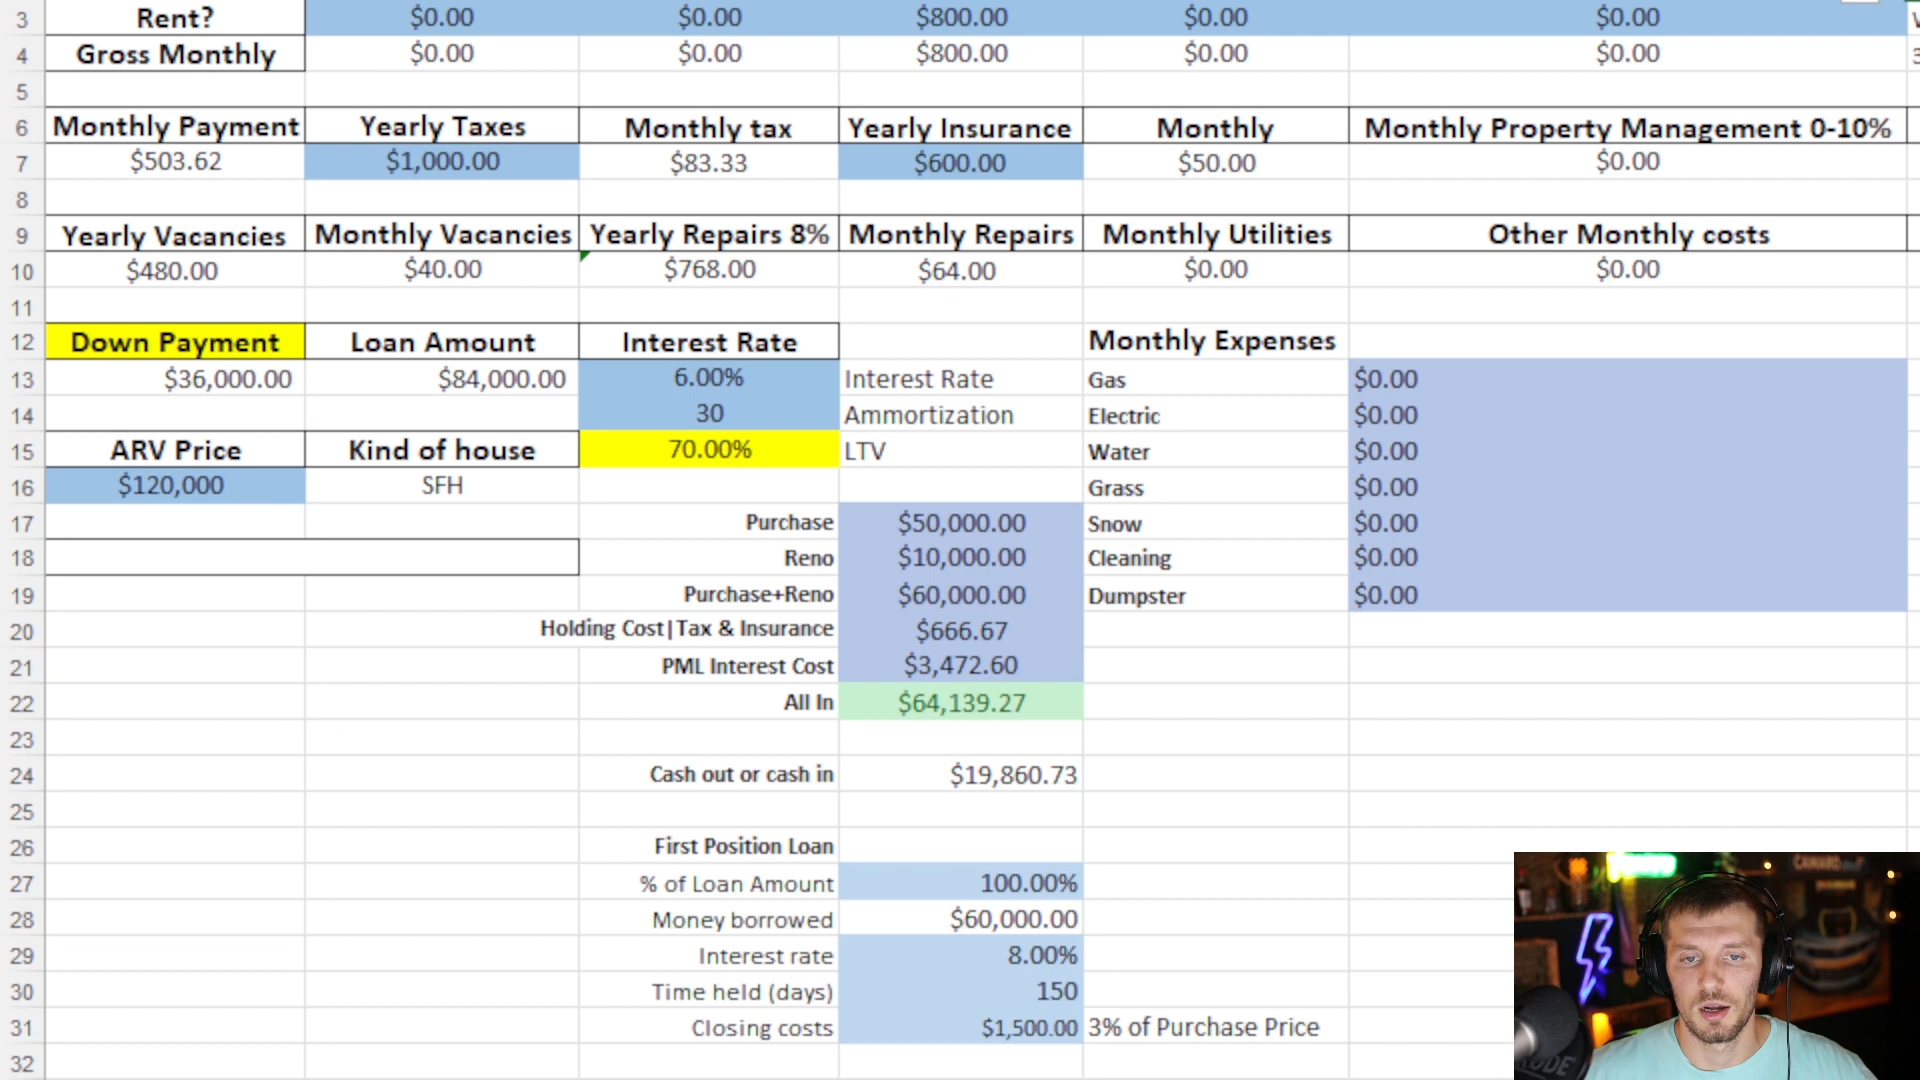 3 Rent? $0.00 $0.00 $800.00 $0.00 $0.00
4 Gross Monthly $0.00 $0.00 $800.00 $0.00 $0.00
5
6 Monthly Payment Yearly Taxes Monthly tax Yearly Insurance Monthly Monthly Property Management 0-10%
7 $503.62 $1,000.00 $83.33 $600.00 $50.00 $0.00
8
9 Yearly Vacancies Monthly Vacancies Yearly Repairs 8% Monthly Repairs Monthly Utilities Other Monthly costs
10 $480.00 $40.00 $768.00 $64.00 $0.00 $0.00
11
12 Down Payment Loan Amount Interest Rate Monthly Expenses
13 $36,000.00 $84,000.00 6.00% Interest Rate Gas $0.00
14 30 Ammortization Electric $0.00
15 ARV Price Kind of house 70.00% LTV Water $0.00
16 $120,000 SFH Grass $0.00
17 Purchase $50,000.00 Snow $0.00
18 Reno $10,000.00 Cleaning $0.00
19 Purchase+Reno $60,000.00 Dumpster $0.00
20 Holding Cost|Tax & Insurance $666.67
21 PML Interest Cost $3,472.60
22 All In $64,139.27
23
24 Cash out or cash in $19,860.73
25
26 First Position Loan
27 % of Loan Amount 100.00%
28 Money borrowed $60,000.00
29 Interest rate 8.00%
30 Time held (days) 150
31 Closing costs $1,500.00 3% of Purchase Price
32